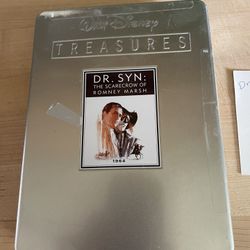 Walt Disney
TREASURES
DR. SYN:
THE SCARECROW OF
ROMNEY MARSH
1964